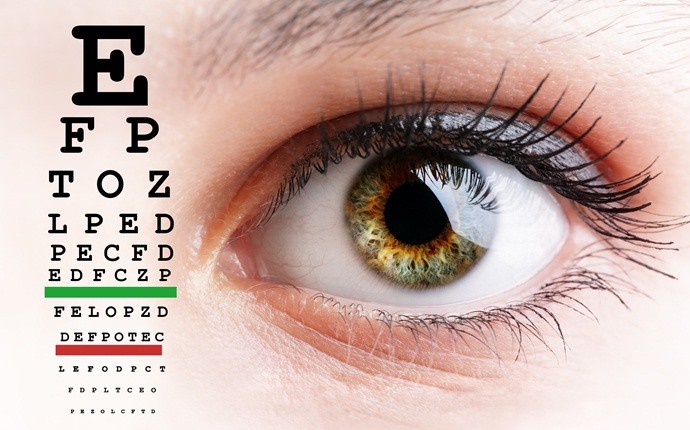 E
F P
T O Z
L P E D
P E C F D
E D F C Z P
F E L O P Z D
D E F P O T E C
L E F O D P C T
F D P L T C E O
P E Z O L C F T D